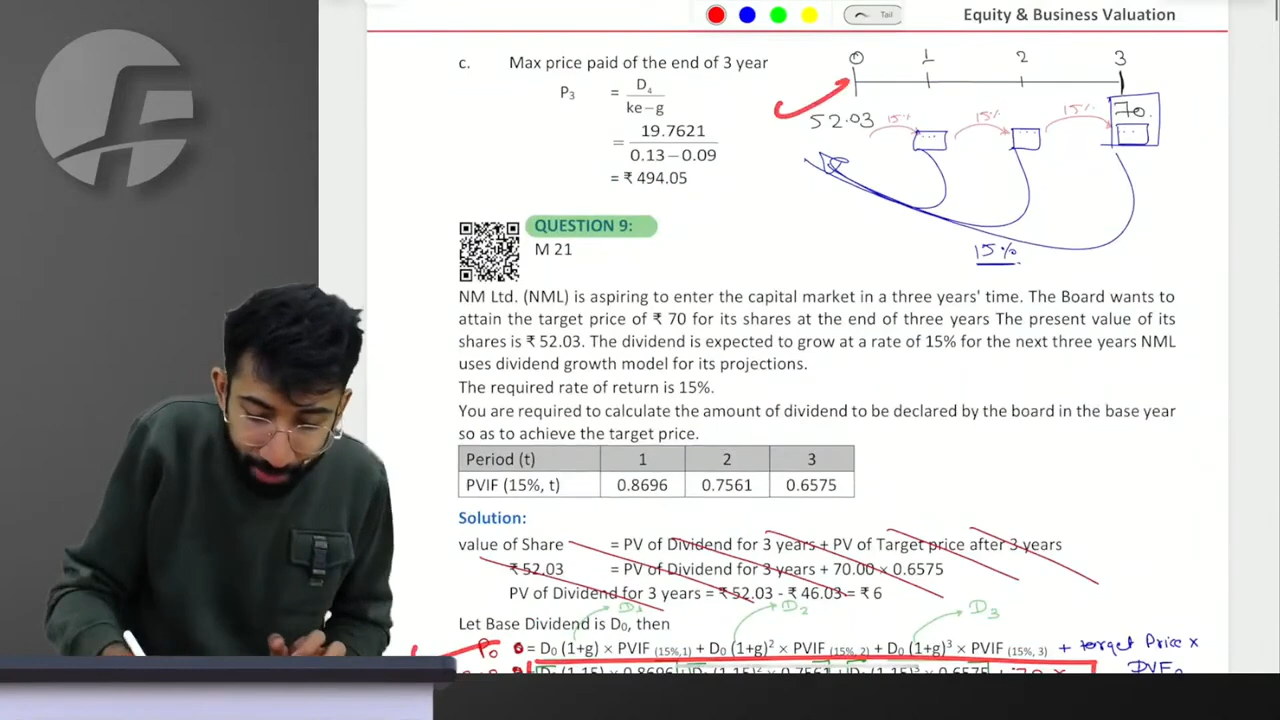 Tail
Equity & Business Valuation
c. Max price paid of the end of 3 year
P3 = D4 / ke – g
= 19.7621 / 0.13 – 0.09
= ₹ 494.05
0 1 2 3
52.03 15% 15% 15% 70.
15%
QUESTION 9:
M 21
NM Ltd. (NML) is aspiring to enter the capital market in a three years' time. The Board wants to
attain the target price of ₹ 70 for its shares at the end of three years The present value of its
shares is ₹ 52.03. The dividend is expected to grow at a rate of 15% for the next three years NML
uses dividend growth model for its projections.
The required rate of return is 15%.
You are required to calculate the amount of dividend to be declared by the board in the base year
so as to achieve the target price.
Period (t) 1 2 3
PVIF (15%, t) 0.8696 0.7561 0.6575
Solution:
value of Share = PV of Dividend for 3 years + PV of Target price after 3 years
₹ 52.03 = PV of Dividend for 3 years + 70.00 × 0.6575
PV of Dividend for 3 years = ₹ 52.03 - ₹ 46.03 = ₹ 6
D1 D2 D3
Let Base Dividend is D0, then
P0 = D0 (1+g) × PVIF (15%,1) + D0 (1+g)2 × PVIF (15%, 2) + D0 (1+g)3 × PVIF (15%, 3) + target Price ×